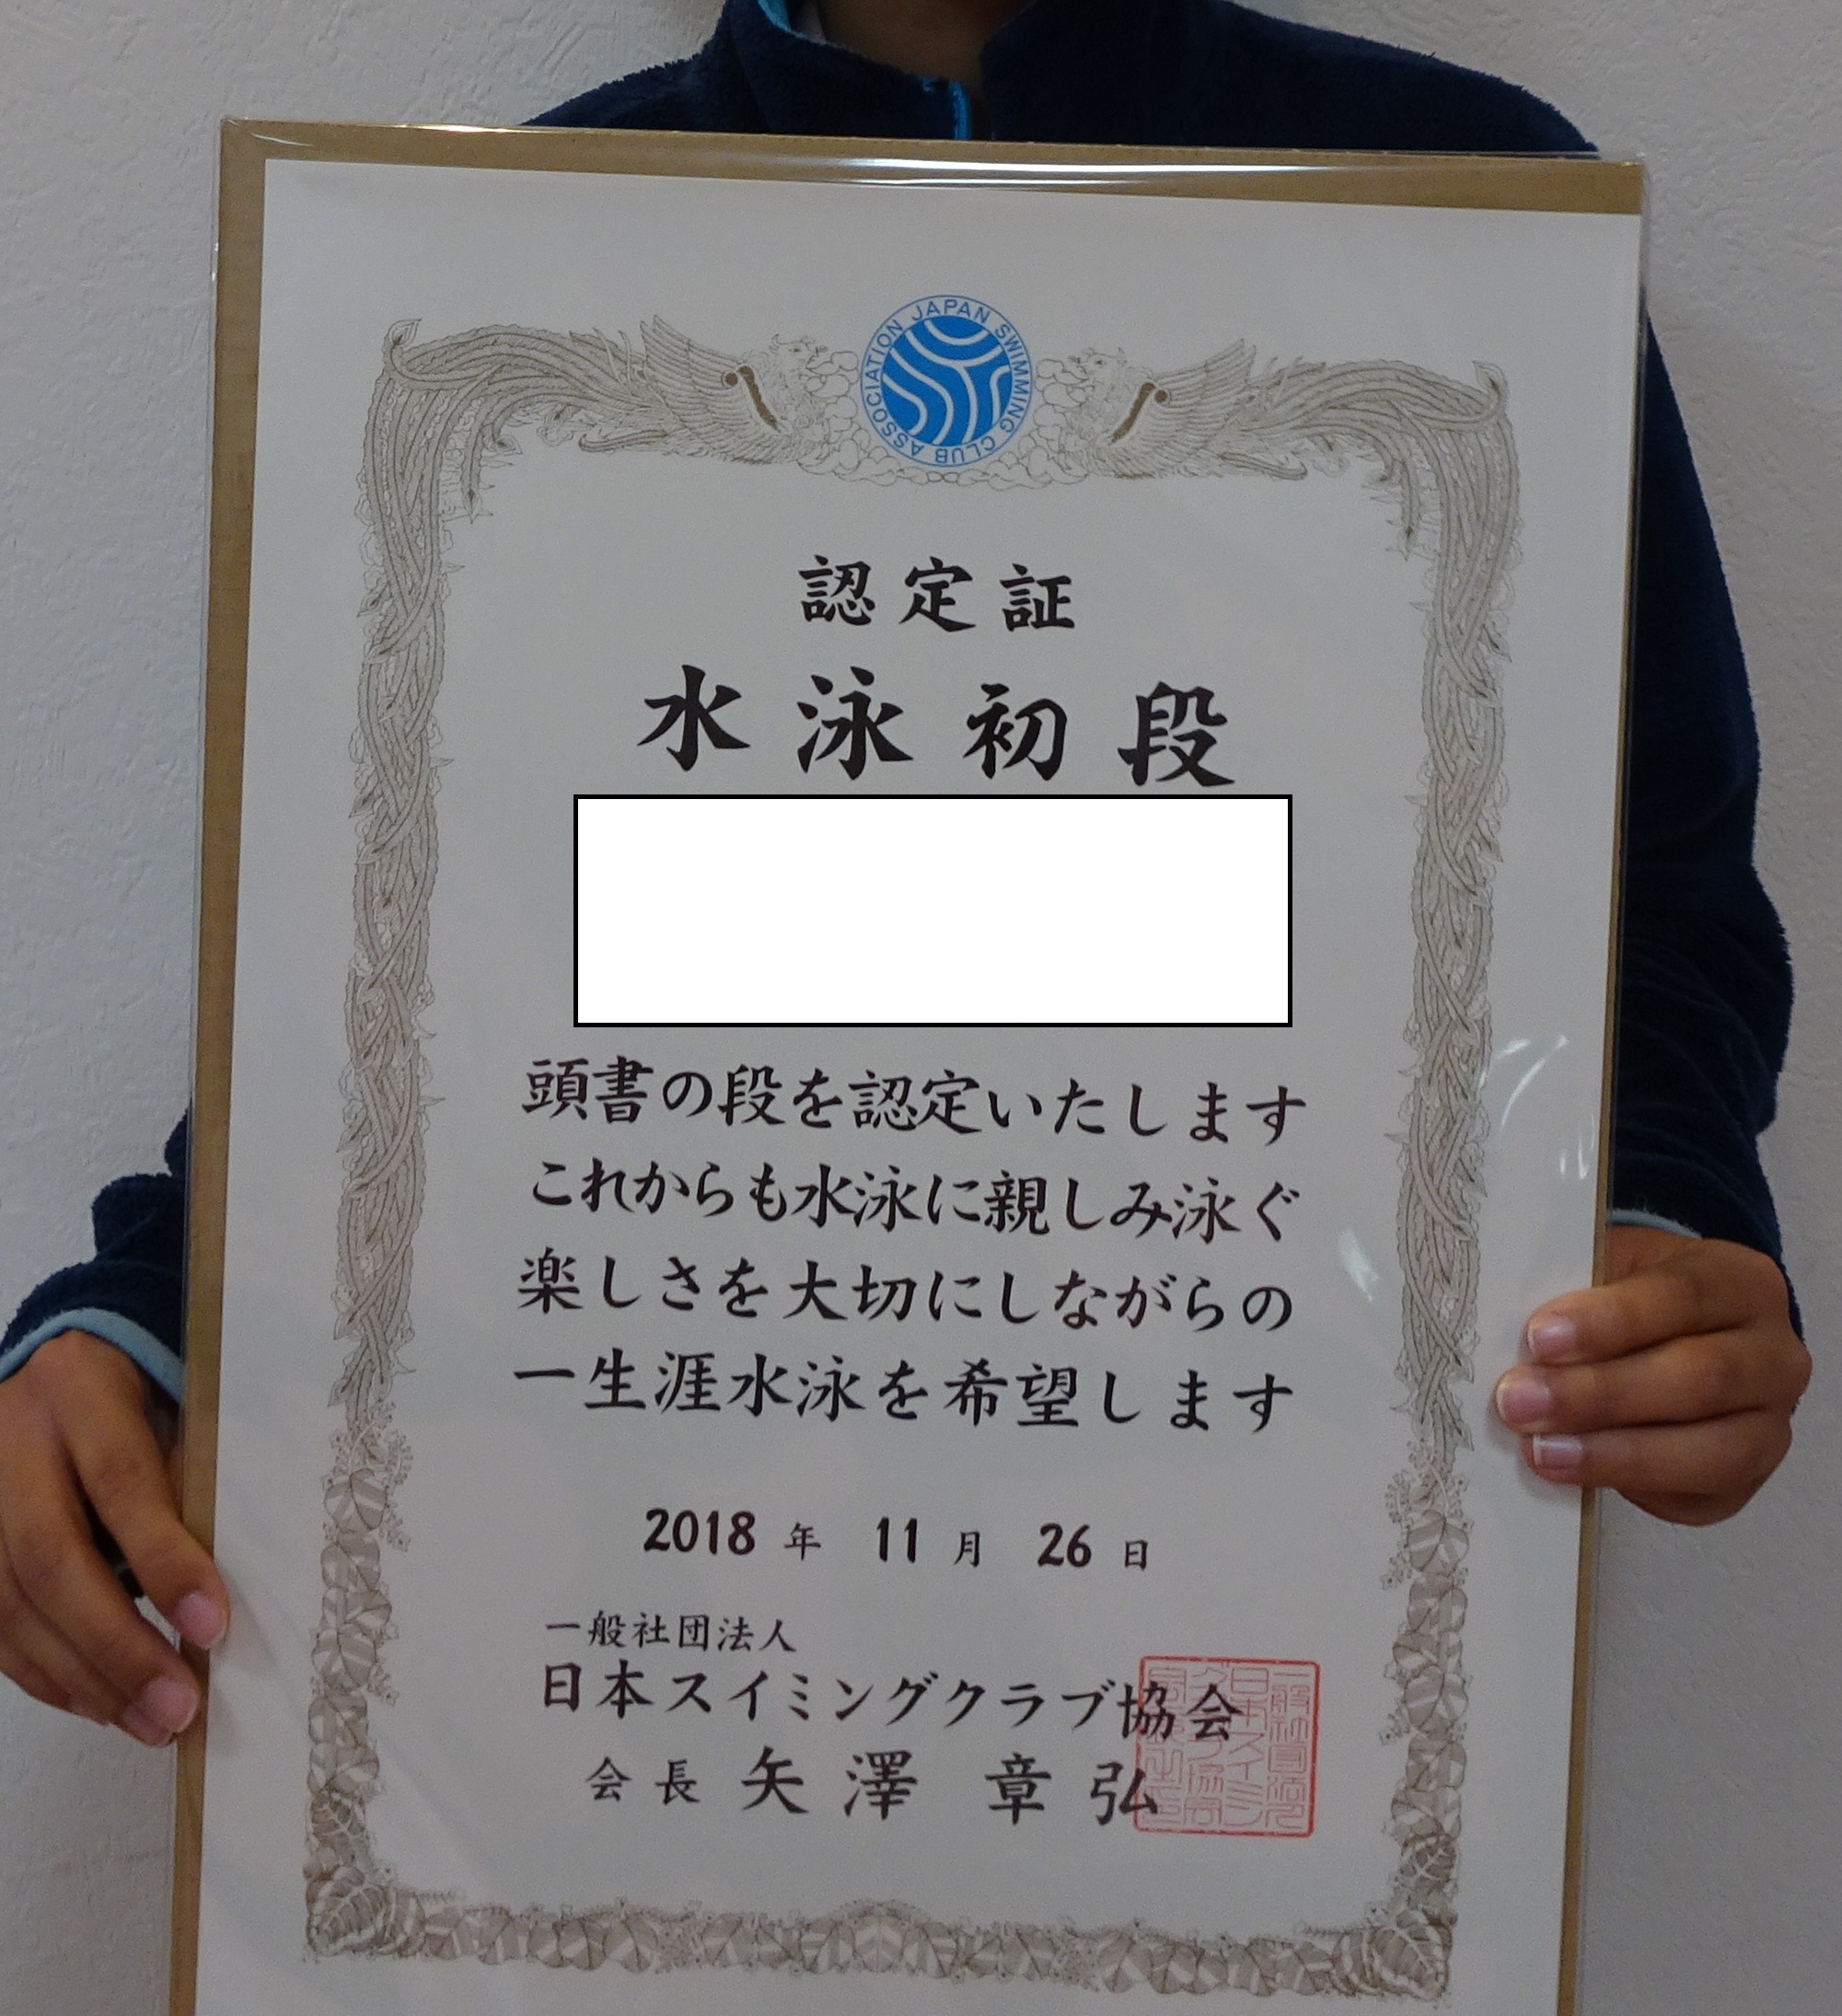 JAPAN SWIMMING CLUB ASSOCIATION
認定証
水泳初段
頭書の段を認定いたします
これからも水泳に親しみ泳ぐ
楽しさを大切にしながらの
一生涯水泳を希望します
2018 年 11 月 26 日
一般社団法人
日本スイミングクラブ協会
会長 矢澤 章弘